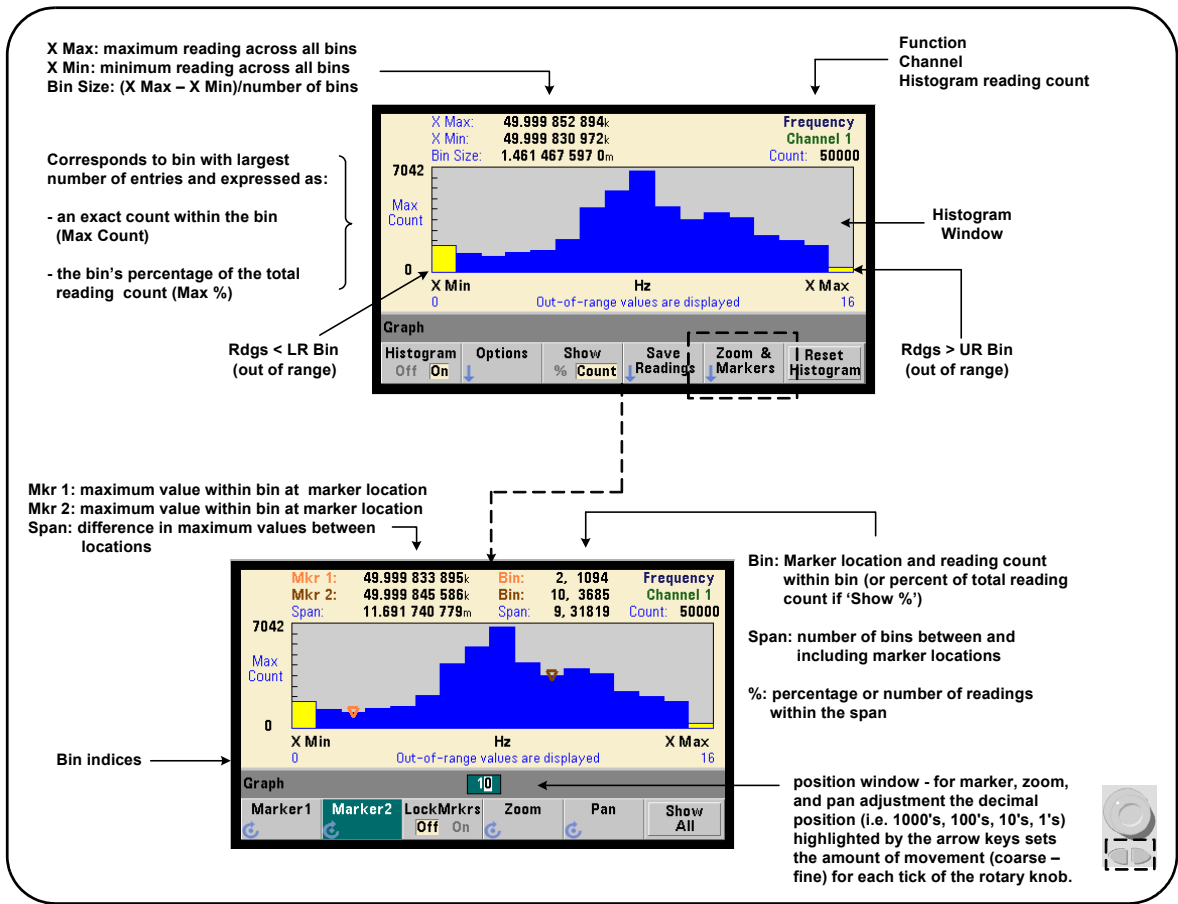 X Max: maximum reading across all bins
X Min: minimum reading across all bins
Bin Size: (X Max – X Min)/number of bins
Function
Channel
Histogram reading count
Corresponds to bin with largest
number of entries and expressed as:
- an exact count within the bin
(Max Count)
- the bin's percentage of the total
reading count (Max %)
X Max: 49.999 852 894k
X Min: 49.999 830 972k
Bin Size: 1.461 467 597 0m
Frequency
Channel 1
Count: 50000
7042
Max
Count
0
X Min
Hz
X Max
0
Out-of-range values are displayed
16
Graph
Histogram
Off On
Options
Show
% Count
Save
Readings
Zoom &
Markers
Reset
Histogram
Histogram
Window
Rdgs < LR Bin
(out of range)
Rdgs > UR Bin
(out of range)
Mkr 1: maximum value within bin at marker location
Mkr 2: maximum value within bin at marker location
Span: difference in maximum values between
locations
Mkr 1: 49.999 833 895k Bin: 2, 1094 Frequency
Mkr 2: 49.999 845 586k Bin: 10, 3685 Channel 1
Span: 11.691 740 779m Span: 9, 31819 Count: 50000
7042
Max
Count
0
X Min
Hz
X Max
0
Out-of-range values are displayed
16
Graph
10
Marker1
Marker2
LockMrkrs
Off On
Zoom
Pan
Show
All
Bin indices
Bin: Marker location and reading count
within bin (or percent of total reading
count if 'Show %')
Span: number of bins between and
including marker locations
%: percentage or number of readings
within the span
position window - for marker, zoom,
and pan adjustment the decimal
position (i.e. 1000's, 100's, 10's, 1's)
highlighted by the arrow keys sets
the amount of movement (coarse –
fine) for each tick of the rotary knob.